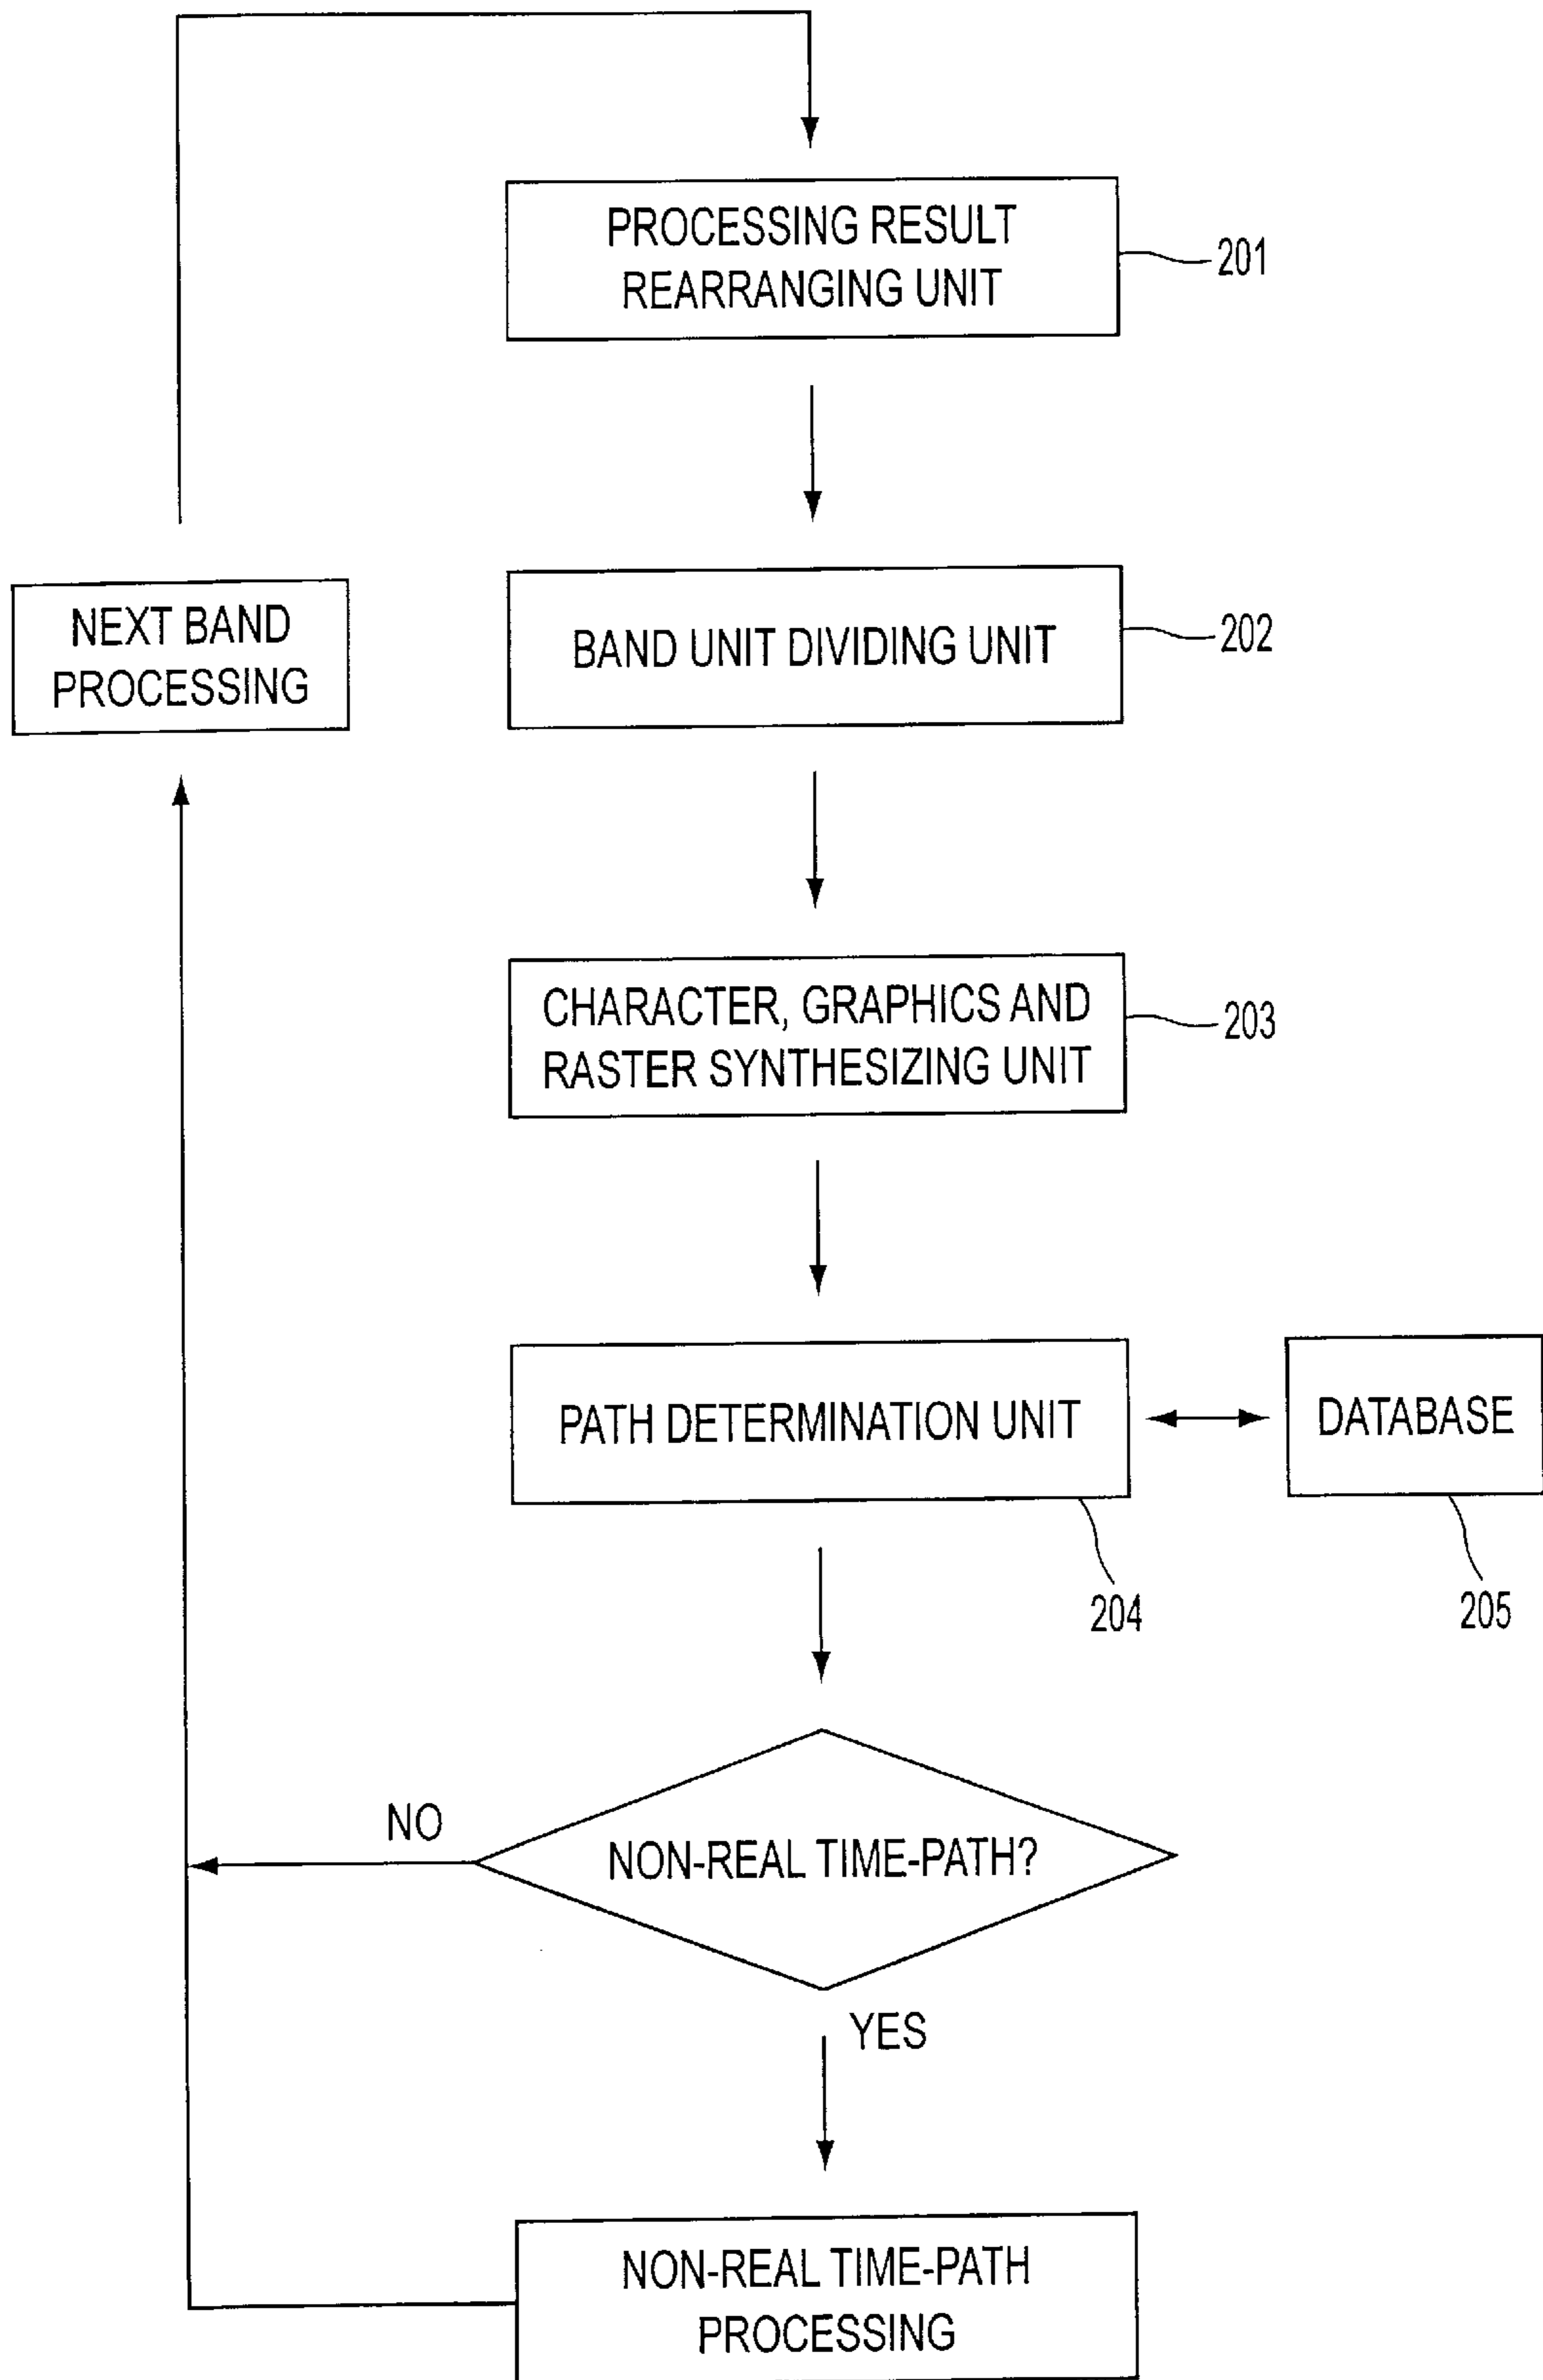 PROCESSING RESULT
REARRANGING UNIT
201
NEXT BAND
PROCESSING
BAND UNIT DIVIDING UNIT
202
CHARACTER, GRAPHICS AND
RASTER SYNTHESIZING UNIT
203
PATH DETERMINATION UNIT
DATABASE
204
205
NO
NON-REAL TIME-PATH?
YES
NON-REAL TIME-PATH
PROCESSING